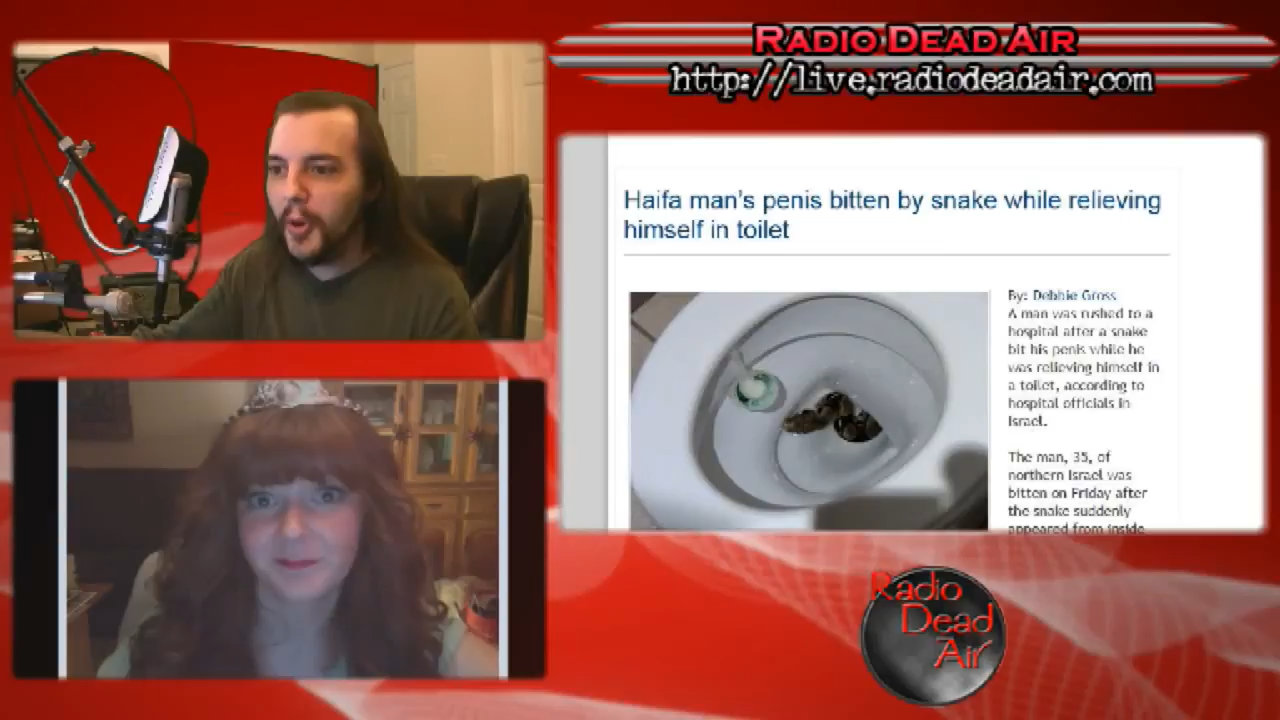 Radio Dead Air
http://live.radiodeadair.com
Haifa man's penis bitten by snake while relieving
himself in toilet
By: Debbie Gross
A man was rushed to a
hospital after a snake
bit his penis while he
was relieving himself in
a toilet, according to
hospital officials in
Israel.
The man, 35, of
northern Israel was
bitten on Friday after
the snake suddenly
appeared from inside
Radio
Dead
Air